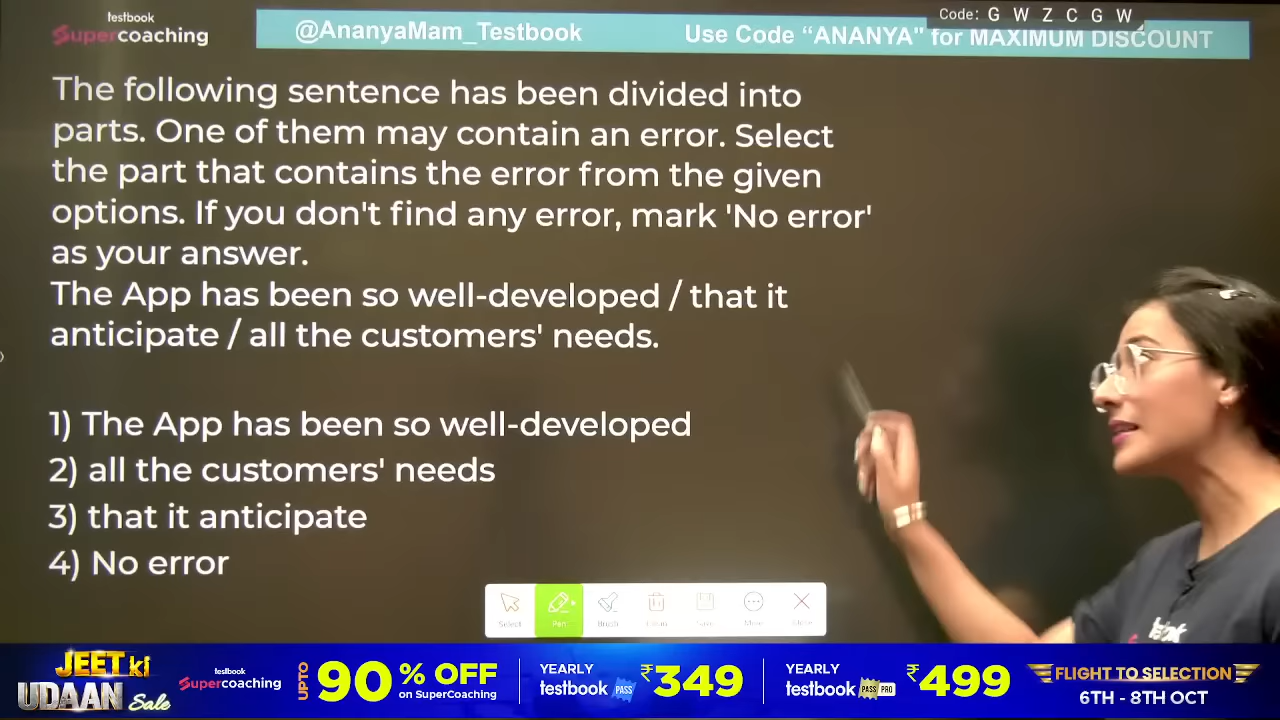 testbook
Supercoaching
@AnanyaMam_Testbook
Use Code “ANANYA" for MAXIMUM DISCOUNT
Code: G W Z C G W
The following sentence has been divided into
parts. One of them may contain an error. Select
the part that contains the error from the given
options. If you don't find any error, mark 'No error'
as your answer.
The App has been so well-developed / that it
anticipate / all the customers' needs.
1) The App has been so well-developed
2) all the customers' needs
3) that it anticipate
4) No error
Select
Pen
Brush
More
Close
JEET ki
UDAAN Sale
testbook
Supercoaching
UPTO
90% OFF
on SuperCoaching
YEARLY
testbook PASS
₹349
YEARLY
testbook PASS PRO
₹499
FLIGHT TO SELECTION
6TH - 8TH OCT